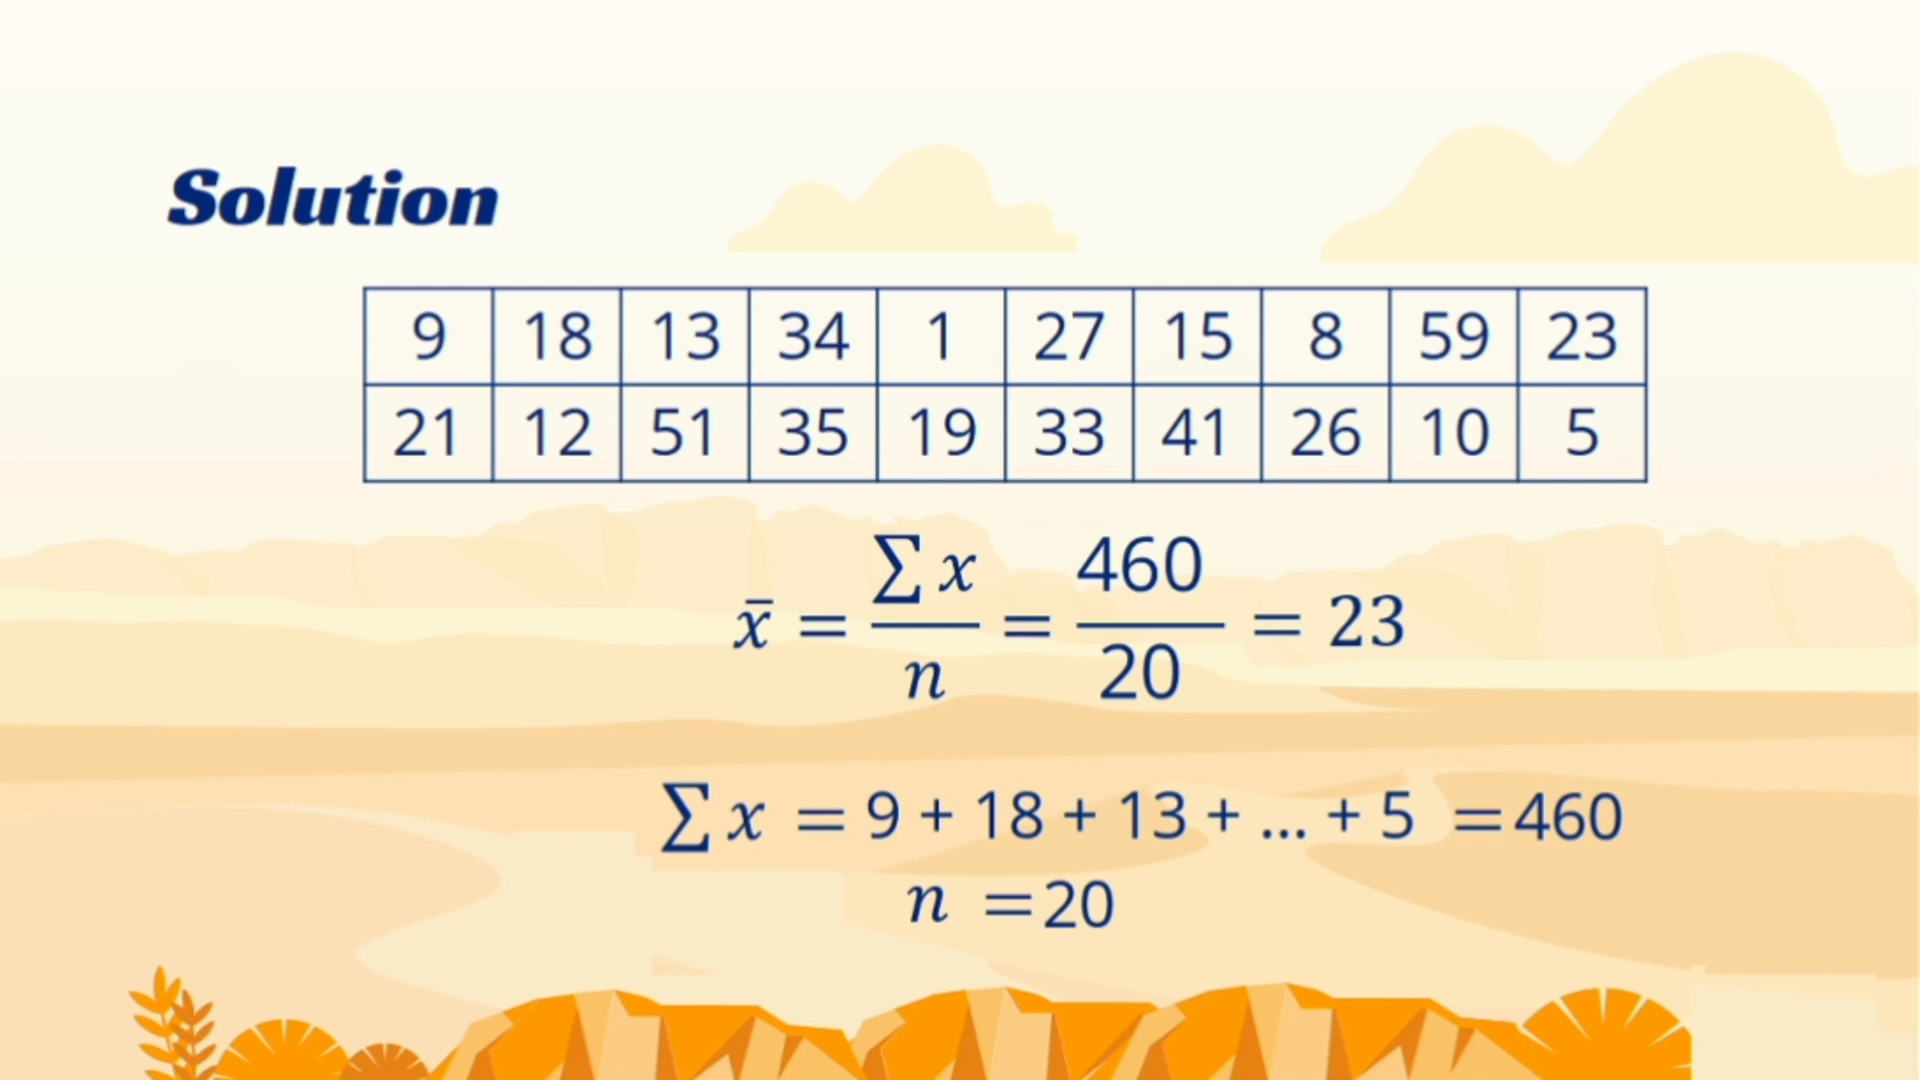 Solution
9 18 13 34 1 27 15 8 59 23
21 12 51 35 19 33 41 26 10 5
x̄ = ∑x / n = 460 / 20 = 23
∑x = 9 + 18 + 13 + ... + 5 = 460
n = 20